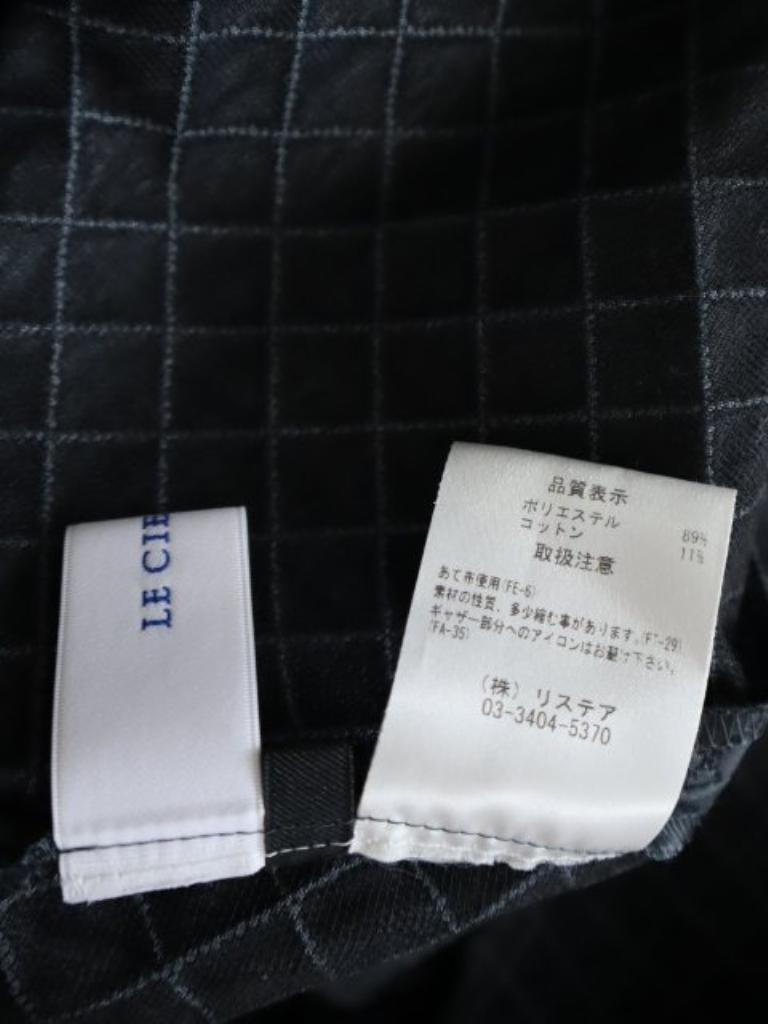 LE CIE
品質表示
ポリエステル 89%
コットン 11%
取扱注意
あて布使用(FE-6)
素材の性質、多少縮む事があります。(FT-29)
ギャザー部分へのアイロンはお避け下さい。
(FA-35)
(株) リステア
03-3404-5370